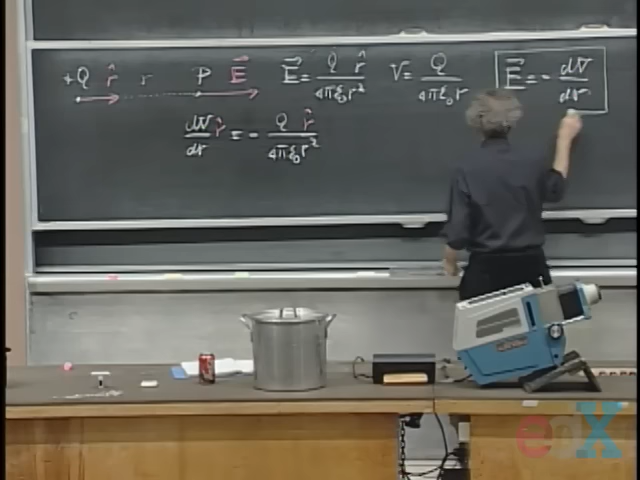 +Q r̂ r P E⃗ E⃗ = Q r̂ / 4πε₀r² V = Q / 4πε₀r E⃗ = - dV / dr
dV / dr r̂ = - Q r̂ / 4πε₀r²
edX